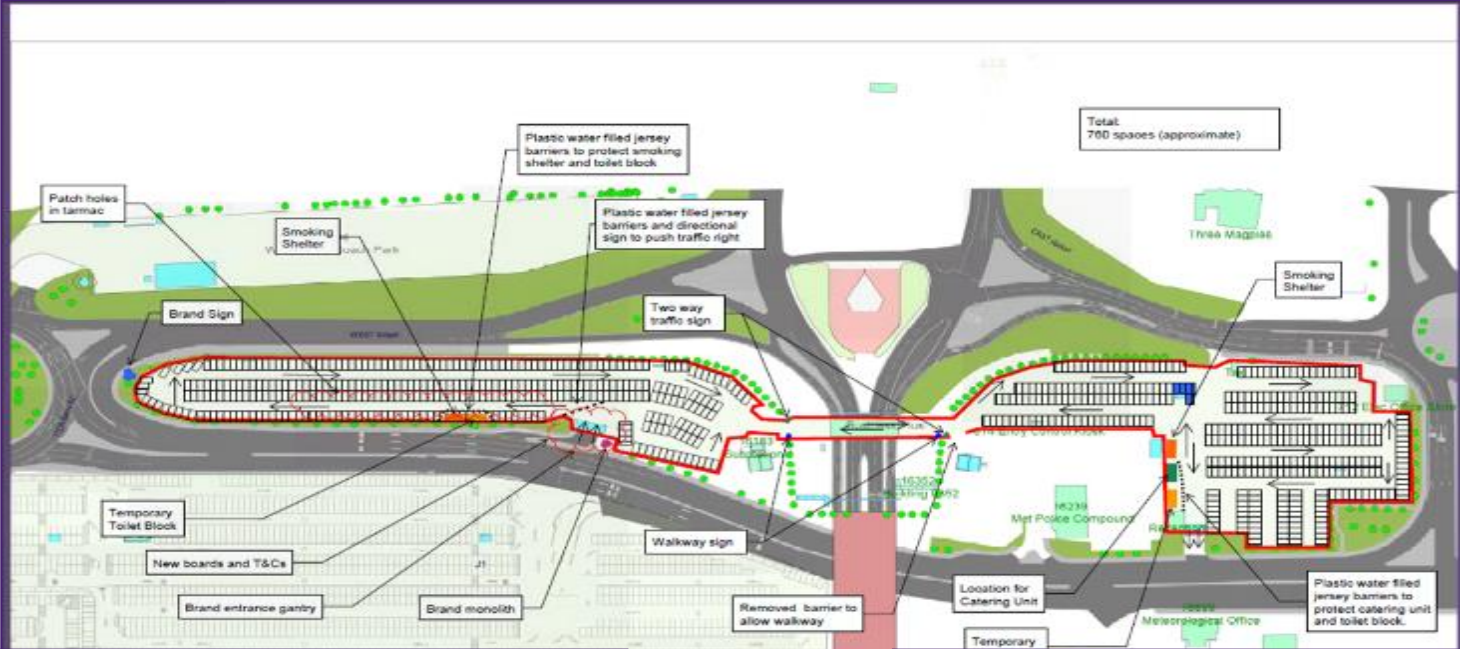 Total:
760 spaces (approximate)
Plastic water filled jersey
barriers to protect smoking
shelter and toilet block
Patch holes
in tarmac
Smoking
Shelter
Plastic water filled jersey
barriers and directional
sign to push traffic right
Three Magpies
Smoking
Shelter
Brand Sign
Two way
traffic sign
16352
16239
Met Police Compound
Temporary
Toilet Block
New boards and T&Cs
J1
Walkway sign
Brand entrance gantry
Brand monolith
Removed barrier to
allow walkway
Location for
Catering Unit
Plastic water filled
jersey barriers to
protect catering unit
and toilet block.
Meteorological Office
Temporary